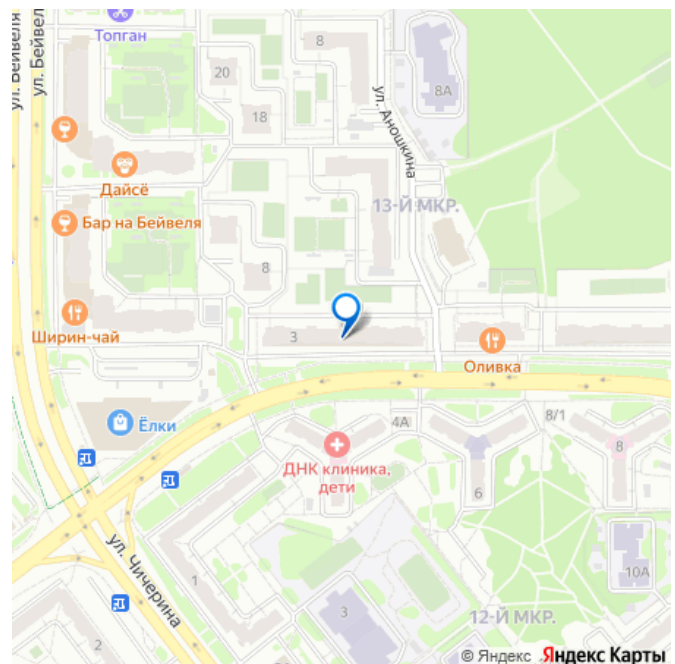 Топган
ул. Бейвеля
ул. Бейвеля
8
20
18
8А
ул. Аношкина
Дайсё
13-Й МКР.
Бар на Бейвеля
8
Ширин-чай
3
Оливка
Ёлки
4А
8/1
8
ДНК клиника,
дети
6
ул. Чичерина
1
10А
3
12-Й МКР.
2
© Яндекс Яндекс Карты